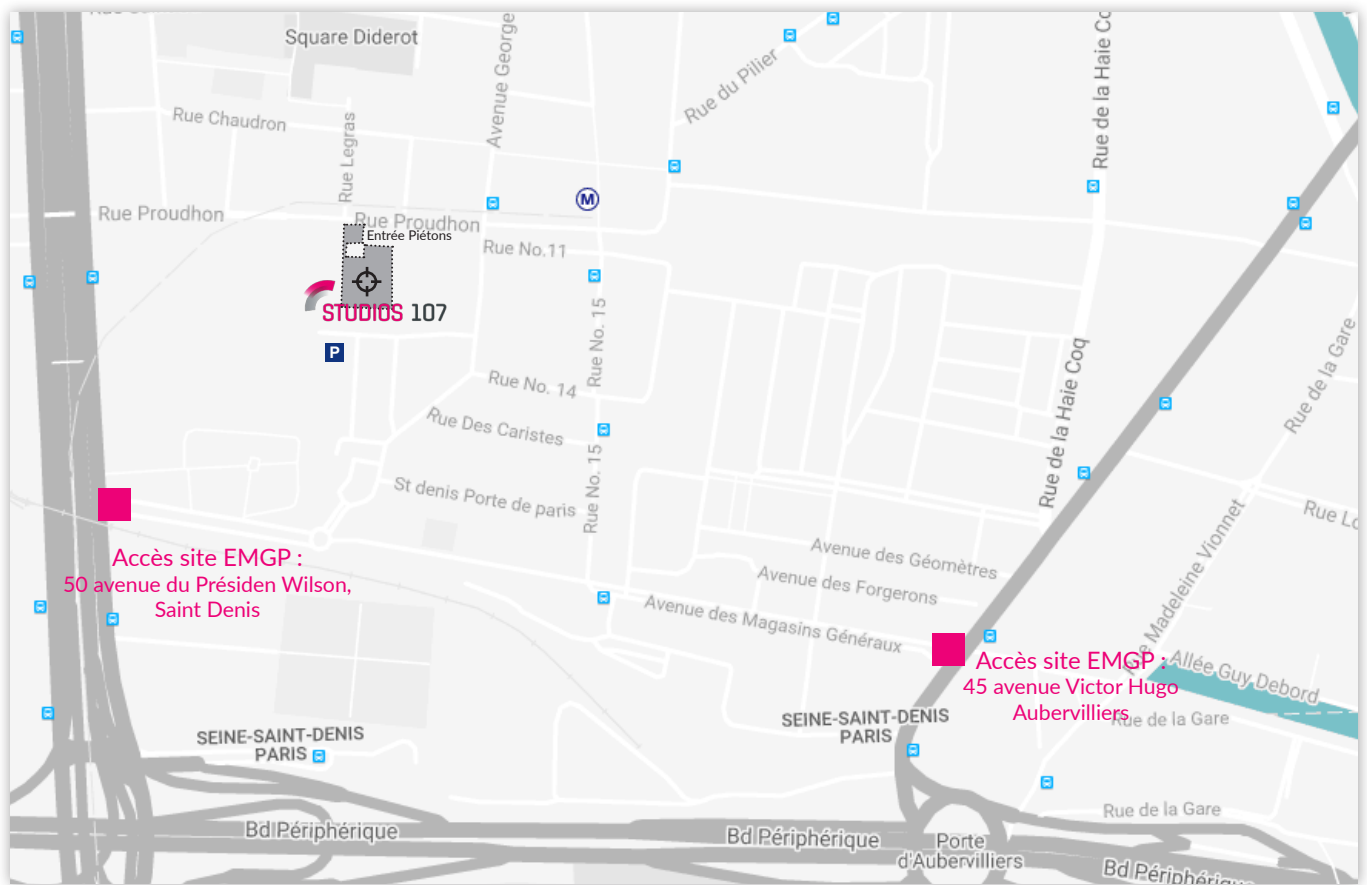 Square Diderot
Avenue George
Rue du Pilier
Rue de la Haie Co
Rue Chaudron
Rue Legras
M
Rue Proudhon
Rue Proudhon
Entrée Piétons
Rue No.11
STUDIOS 107
P
Rue No. 15
Rue de la Haie Coq
Rue de la Gare
Rue No. 14
Rue Des Caristes
Rue No. 15
St denis Porte de paris
Rue Lo
Accès site EMGP :
50 avenue du Présiden Wilson,
Saint Denis
Avenue des Géomètres
Avenue des Forgerons
Avenue des Magasins Généraux
Rue Madeleine Vionnet
Accès site EMGP :
45 avenue Victor Hugo
Aubervilliers
Allée Guy Debord
Rue de la Gare
SEINE-SAINT-DENIS
PARIS
SEINE-SAINT-DENIS
PARIS
Rue de la Gare
Bd Périphérique
Bd Périphérique
Porte
d'Aubervilliers
Bd Périphérique